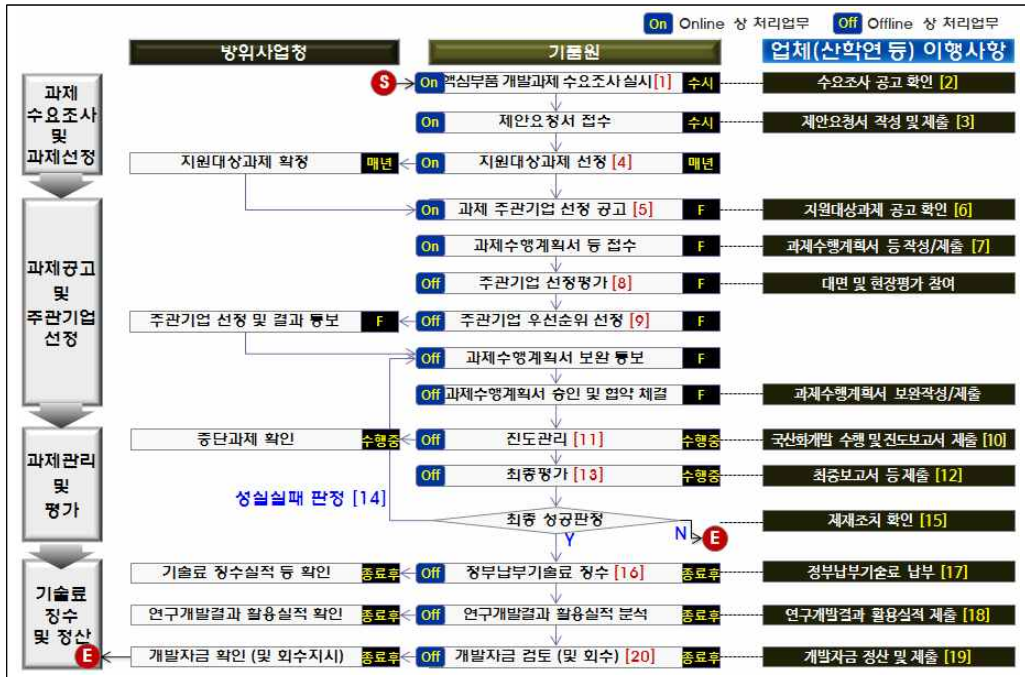 On Online 상 처리업무 Off Offline 상 처리업무
방위사업청 기품원 업체(산학연 등) 이행사항
과제
수요조사
및
과제선정
S On 핵심부품 개발과제 수요조사 실시[1] 수시 수요조사 공고 확인 [2]
On 제안요청서 접수 수시 제안요청서 작성 및 제출 [3]
지원대상과제 확정 매년 On 지원대상과제 선정 [4] 매년
과제공고
및
주관기업
선정
On 과제 주관기업 선정 공고 [5] F 지원대상과제 공고 확인 [6]
On 과제수행계획서 등 접수 F 과제수행계획서 등 작성/제출 [7]
Off 주관기업 선정평가 [8] F 대면 및 현장평가 참여
주관기업 선정 및 결과 통보 F Off 주관기업 우선순위 선정 [9] F
Off 과제수행계획서 보완 통보 F
Off 과제수행계획서 승인 및 협약 체결 F 과제수행계획서 보완작성/제출
과제관리
및
평가
중단과제 확인 수행중 Off 진도관리 [11] 수행중 국산화개발 수행 및 진도보고서 제출 [10]
Off 최종평가 [13] 수행중 최종보고서 등 제출 [12]
성실실패 판정 [14]
최종 성공판정 제재조치 확인 [15]
Y N E
기술료
징수
및 정산
기술료 징수실적 등 확인 종료후 Off 정부납부기술료 징수 [16] 종료후 정부납부기술료 납부 [17]
연구개발결과 활용실적 확인 종료후 Off 연구개발결과 활용실적 분석 종료후 연구개발결과 활용실적 제출 [18]
E 개발자금 확인 (및 회수지시) 종료후 Off 개발자금 검토 (및 회수) [20] 종료후 개발자금 정산 및 제출 [19]